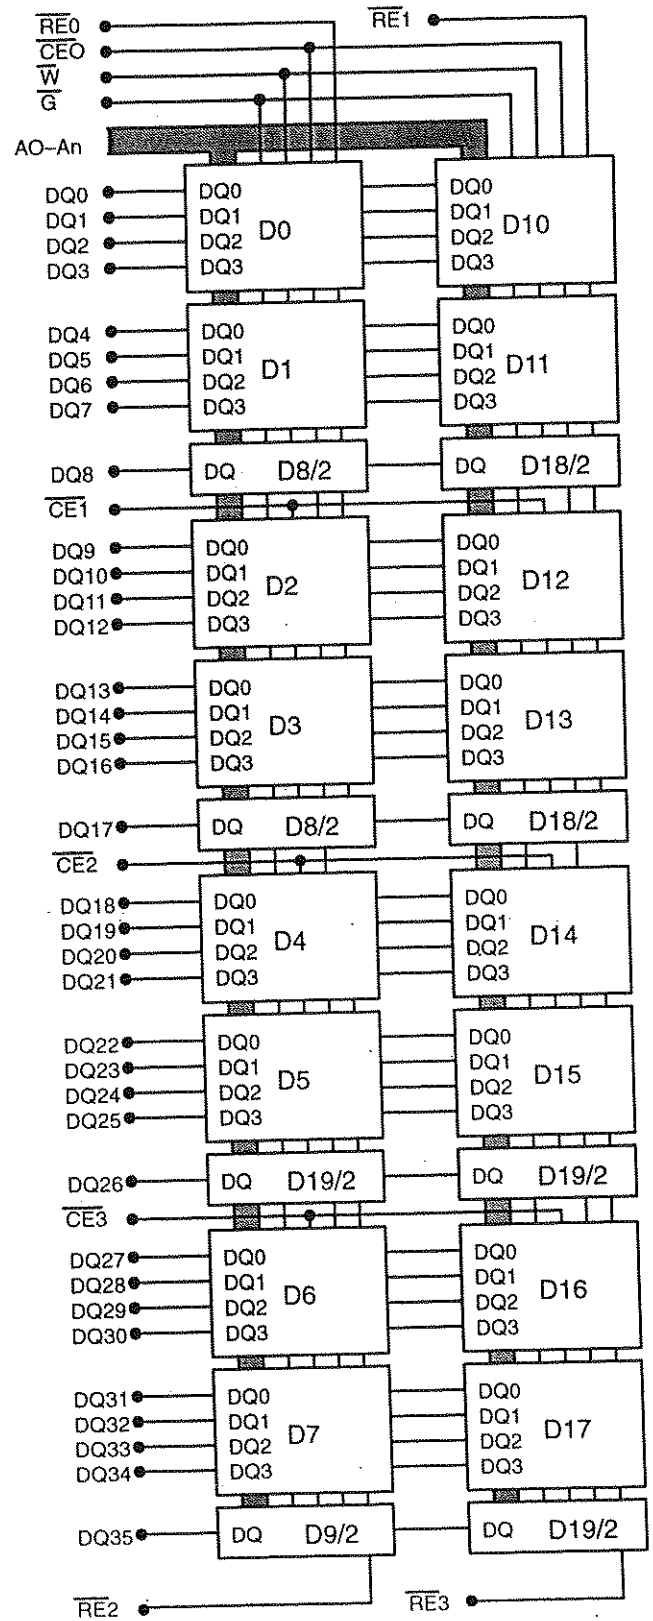 RE0 RE1
CEO
W
G
AO-An
DQ0 DQ0 DQ0
DQ1 DQ1 D0 DQ1 D10
DQ2 DQ2 DQ2
DQ3 DQ3 DQ3
DQ4 DQ0 DQ0
DQ5 DQ1 D1 DQ1 D11
DQ6 DQ2 DQ2
DQ7 DQ3 DQ3
DQ8 DQ D8/2 DQ D18/2
CE1
DQ9 DQ0 DQ0
DQ10 DQ1 D2 DQ1 D12
DQ11 DQ2 DQ2
DQ12 DQ3 DQ3
DQ13 DQ0 DQ0
DQ14 DQ1 D3 DQ1 D13
DQ15 DQ2 DQ2
DQ16 DQ3 DQ3
DQ17 DQ D8/2 DQ D18/2
CE2
DQ18 DQ0 DQ0
DQ19 DQ1 D4 DQ1 D14
DQ20 DQ2 DQ2
DQ21 DQ3 DQ3
DQ22 DQ0 DQ0
DQ23 DQ1 D5 DQ1 D15
DQ24 DQ2 DQ2
DQ25 DQ3 DQ3
DQ26 DQ D19/2 DQ D19/2
CE3
DQ27 DQ0 DQ0
DQ28 DQ1 D6 DQ1 D16
DQ29 DQ2 DQ2
DQ30 DQ3 DQ3
DQ31 DQ0 DQ0
DQ32 DQ1 D7 DQ1 D17
DQ33 DQ2 DQ2
DQ34 DQ3 DQ3
DQ35 DQ D9/2 DQ D19/2
RE2 RE3